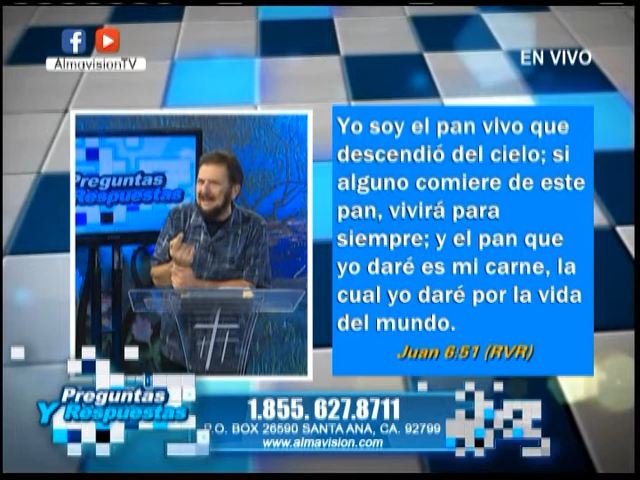 AlmavisionTV
EN VIVO
Preguntas
Respuestas
Yo soy el pan vivo que
descendió del cielo; si
alguno comiere de este
pan, vivirá para
siempre; y el pan que
yo daré es mi carne, la
cual yo daré por la vida
del mundo.
Juan 6:51 (RVR)
Preguntas
Y Respuestas
1.855. 627.8711
P.O. BOX 26590 SANTA ANA, CA. 92799
www.almavision.com